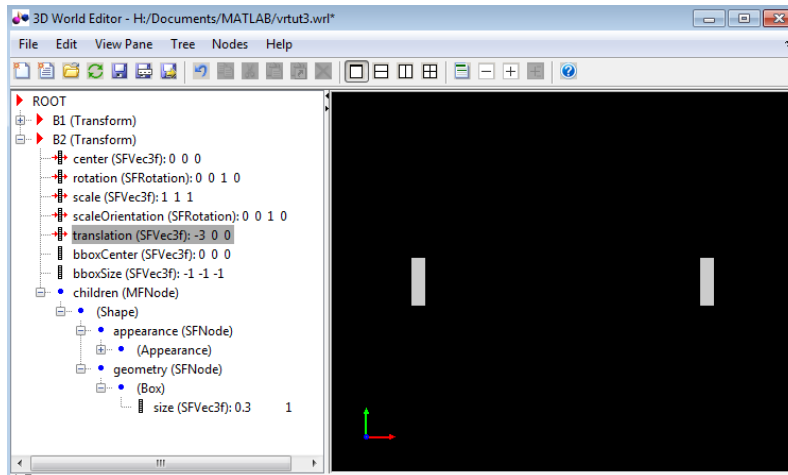 3D World Editor - H:/Documents/MATLAB/vrtut3.wrl*
File Edit View Pane Tree Nodes Help
ROOT
B1 (Transform)
B2 (Transform)
center (SFVec3f): 0 0 0
rotation (SFRotation): 0 0 1 0
scale (SFVec3f): 1 1 1
scaleOrientation (SFRotation): 0 0 1 0
translation (SFVec3f): -3 0 0
bboxCenter (SFVec3f): 0 0 0
bboxSize (SFVec3f): -1 -1 -1
children (MFNode)
(Shape)
appearance (SFNode)
(Appearance)
geometry (SFNode)
(Box)
size (SFVec3f): 0.3 1